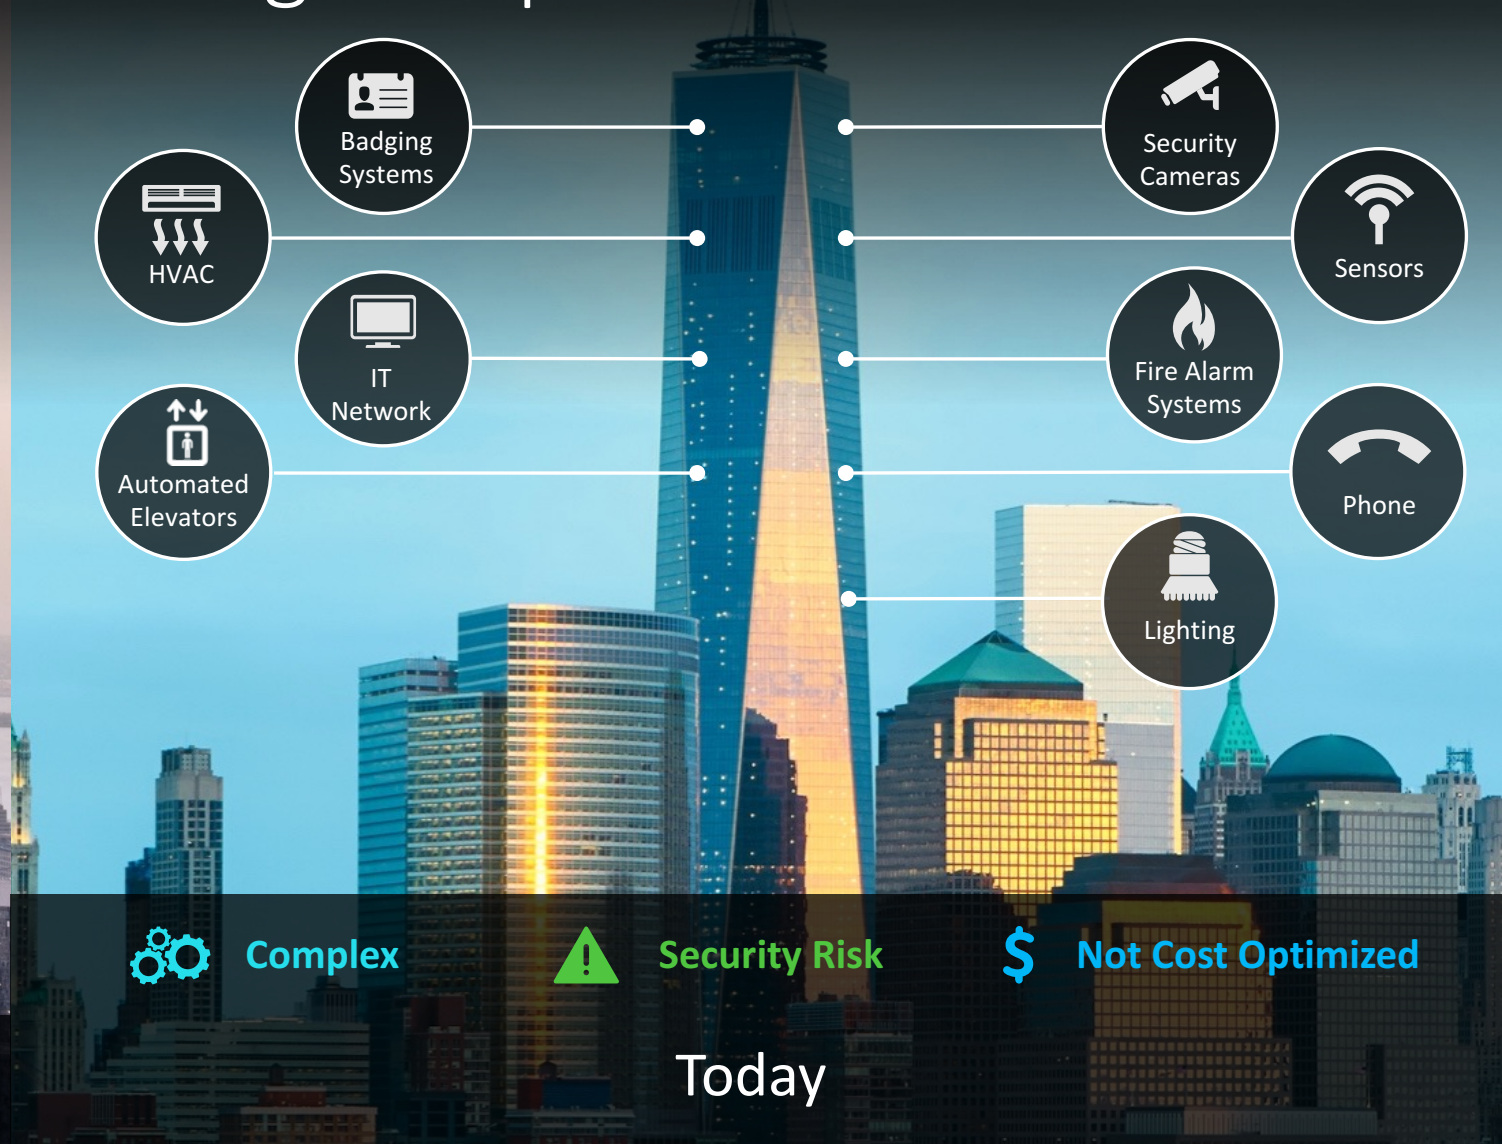 Badging
Systems
Security
Cameras
HVAC
Sensors
IT
Network
Fire Alarm
Systems
Automated
Elevators
Phone
Lighting
Complex
Security Risk
Not Cost Optimized
Today